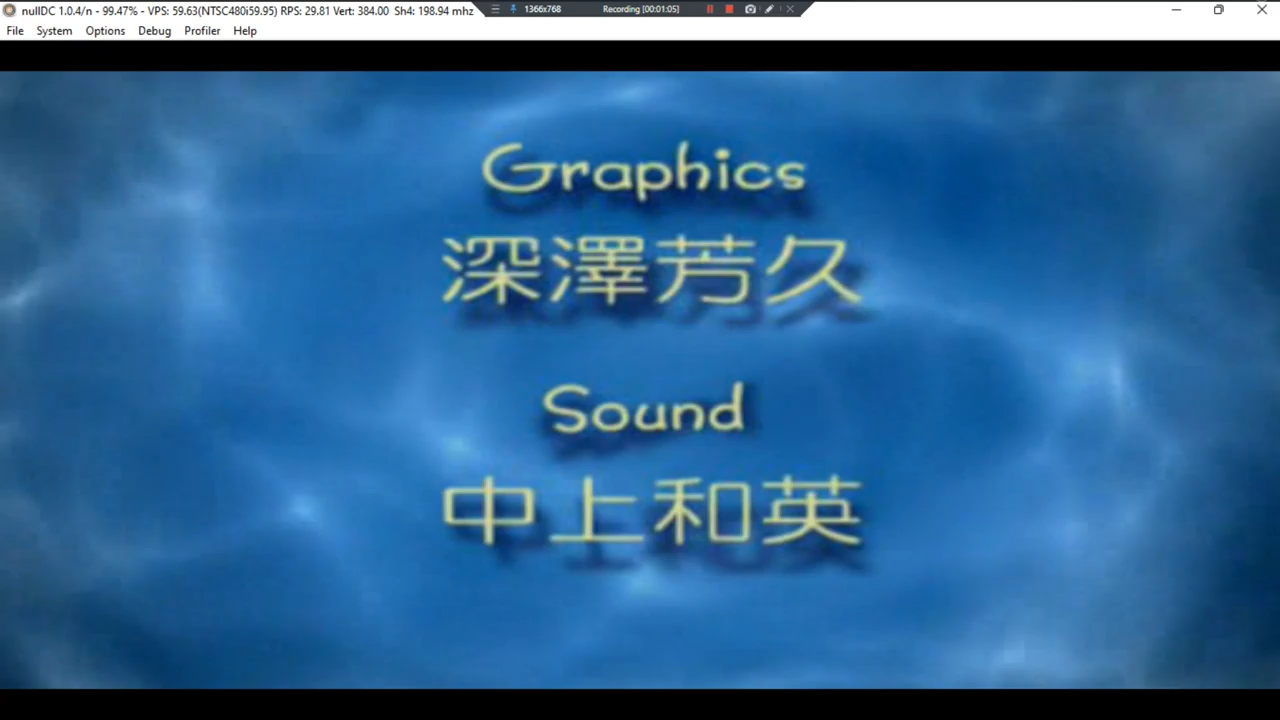 nullDC 1.0.4/n - 99.47% - VPS: 59.63(NTSC480i59.95) RPS: 29.81 Vert: 384.00 Sh4: 198.94 mhz
1366x768
Recording [00:01:05]
File System Options Debug Profiler Help
Graphics
深澤芳久
Sound
中上和英